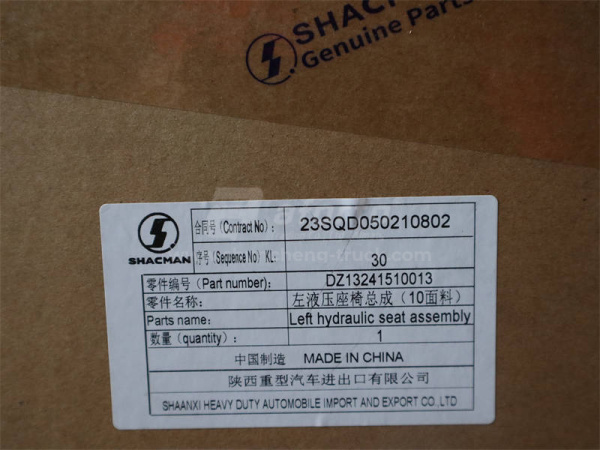 SHACMAN
Genuine Parts
SHACMAN
合同号 (Contract No): 23SQD050210802
序号 (Sequence No) KL: 30
零件编号 (Part number): DZ13241510013
零件名称: 左液压座椅总成 (10面料)
Parts name: Left hydraulic seat assembly
数量 (quantity): 1
中国制造 MADE IN CHINA
陕西重型汽车进出口有限公司
SHAANXI HEAVY DUTY AUTOMOBILE IMPORT AND EXPORT CO.,LTD